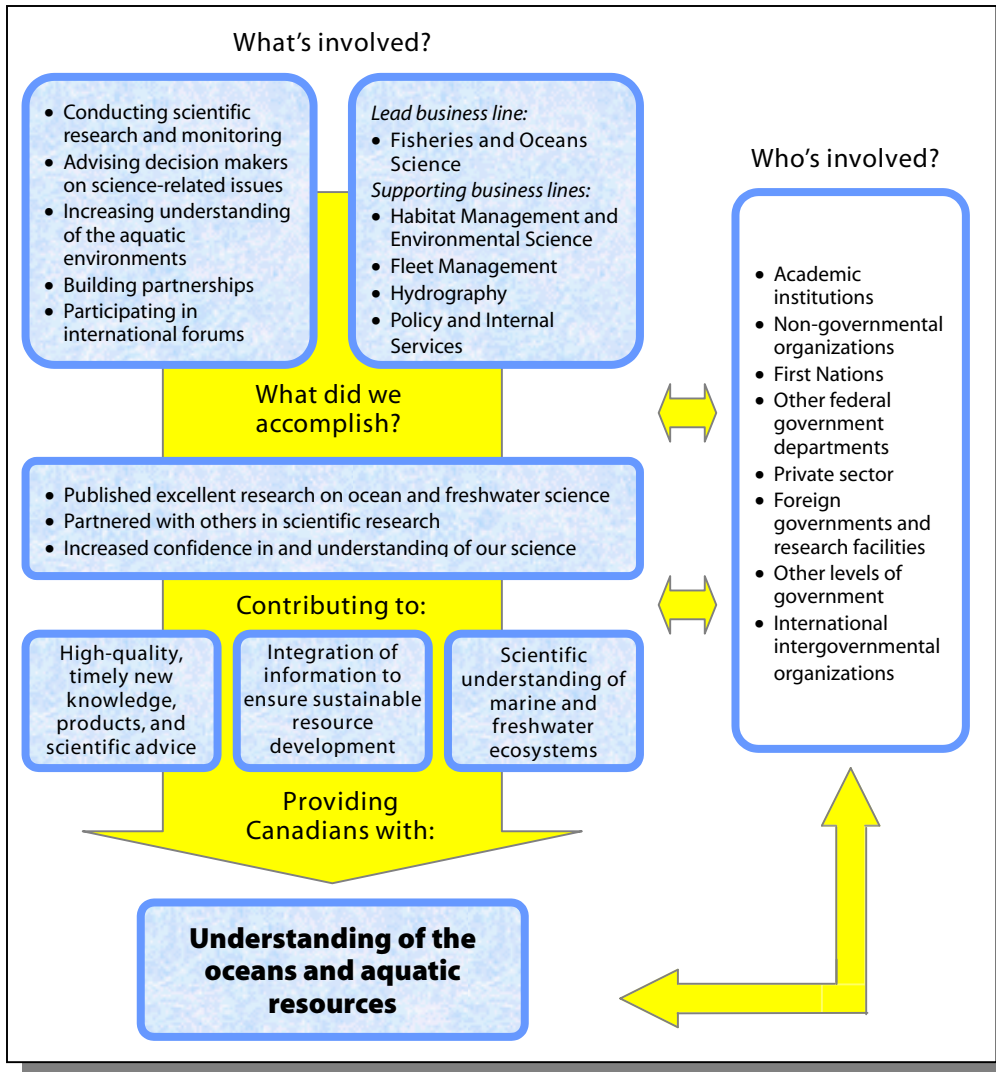 What's involved?
• Conducting scientific
research and monitoring
• Advising decision makers
on science-related issues
• Increasing understanding
of the aquatic
environments
• Building partnerships
• Participating in
international forums
Lead business line:
• Fisheries and Oceans
Science
Supporting business lines:
• Habitat Management and
Environmental Science
• Fleet Management
• Hydrography
• Policy and Internal
Services
What did we
accomplish?
• Published excellent research on ocean and freshwater science
• Partnered with others in scientific research
• Increased confidence in and understanding of our science
Contributing to:
High-quality,
timely new
knowledge,
products, and
scientific advice
Integration of
information to
ensure sustainable
resource
development
Scientific
understanding of
marine and
freshwater
ecosystems
Providing
Canadians with:
Understanding of the
oceans and aquatic
resources
Who's involved?
• Academic
institutions
• Non-governmental
organizations
• First Nations
• Other federal
government
departments
• Private sector
• Foreign
governments and
research facilities
• Other levels of
government
• International
intergovernmental
organizations